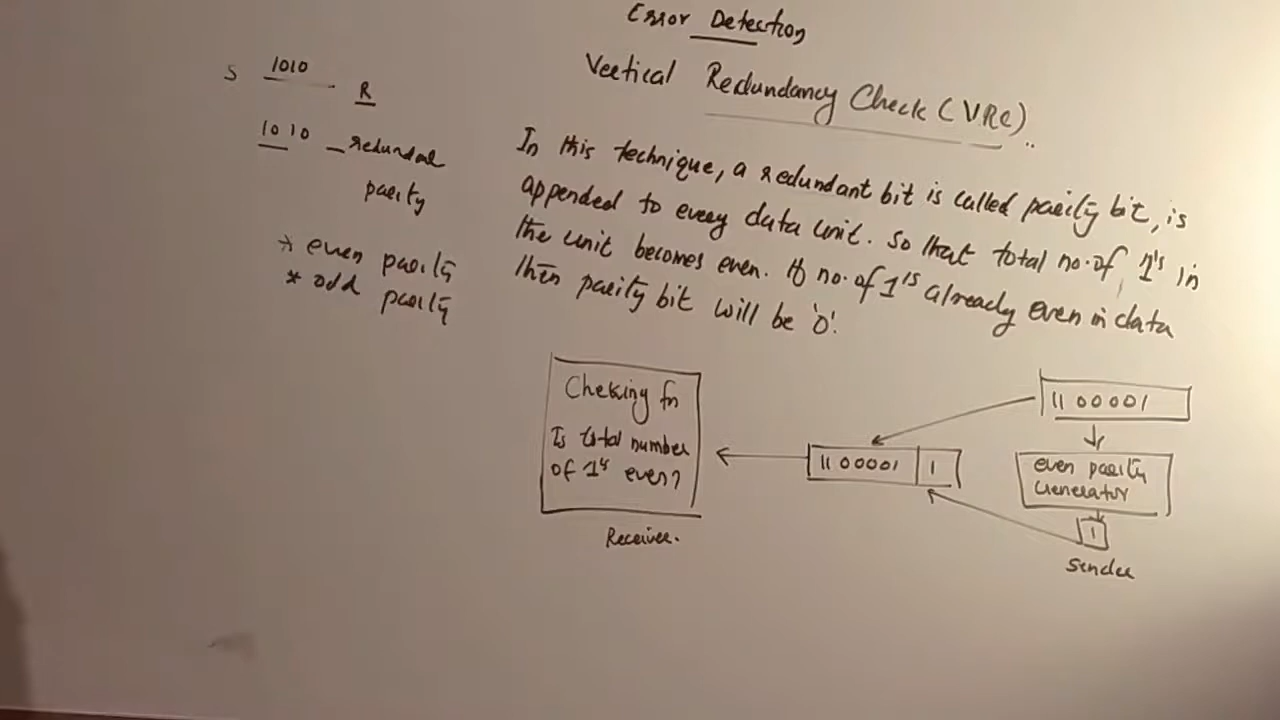 Error Detection
Vertical Redundancy Check (VRC)..
S 1010
R
1010 _ redundant
parity
* even parity
* odd parity
In this technique, a redundant bit is called parity bit, is
appended to every data unit. So that total no. of 1's in
the unit becomes even. If no. of 1's already even in data
then parity bit will be '0'.
Cheking fn
Is total number
of 1's even?
Receiver.
1100001 1
1100001
even parity
Generator
1
Sender